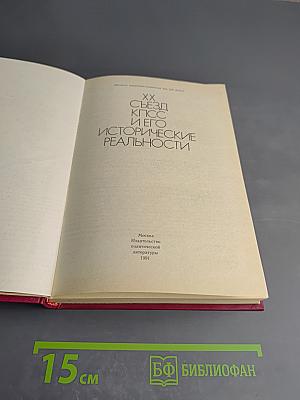 XX
СЪЕЗД
КПСС
И ЕГО
ИСТОРИЧЕСКИЕ
РЕАЛЬНОСТИ
Москва
Издательство
политической
литературы
1991
15 см
БФ БИБЛИОФАН